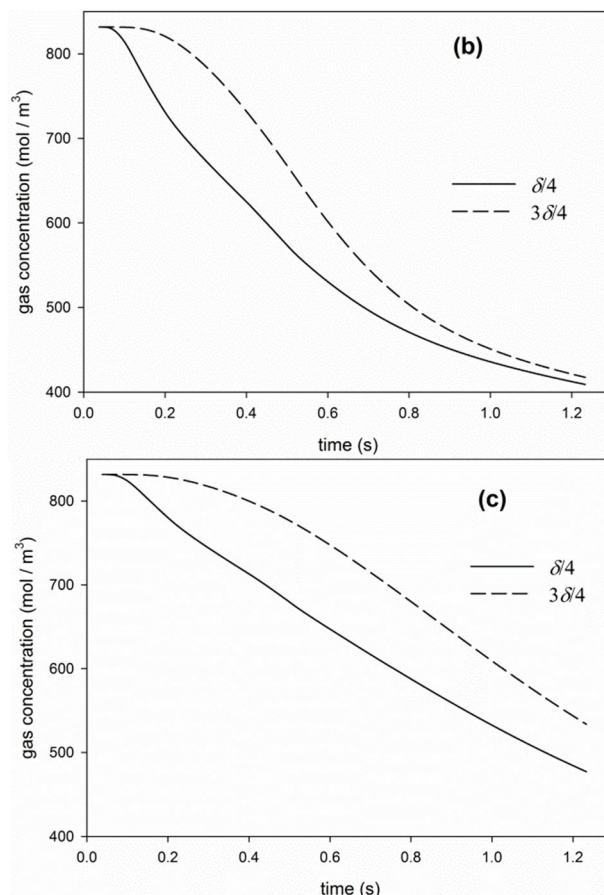 (b)
gas concentration (mol / m³)
800
700
600
500
400
δ/4
3δ/4
0.0 0.2 0.4 0.6 0.8 1.0 1.2
time (s)
(c)
gas concentration (mol / m³)
800
700
600
500
400
δ/4
3δ/4
0.0 0.2 0.4 0.6 0.8 1.0 1.2
time (s)